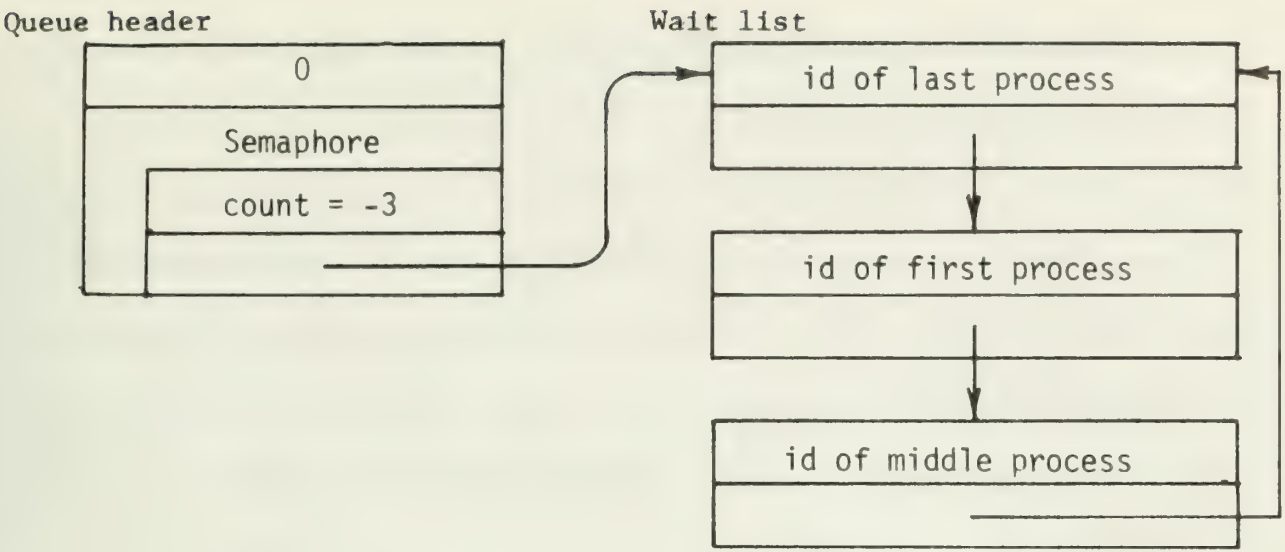 Queue header
0
Semaphore
count = -3
Wait list
id of last process
id of first process
id of middle process